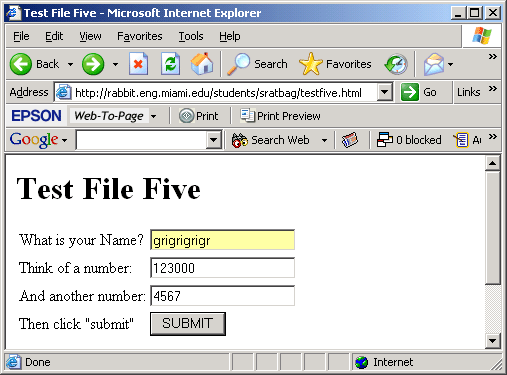 Test File Five - Microsoft Internet Explorer
File Edit View Favorites Tools Help
Back Search Favorites »
Address http://rabbit.eng.miami.edu/students/sratbag/testfive.html Go Links »
EPSON Web-To-Page Print Print Preview
Google Search Web 0 blocked »
Test File Five
What is your Name? grigrigrigr
Think of a number: 123000
And another number: 4567
Then click "submit" SUBMIT
Done Internet